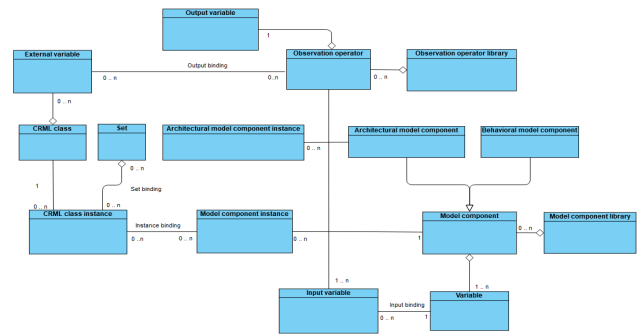 Output variable
1
External variable
Observation operator
Observation operator library
Output binding
0 .. n
0..n
0 .. n
0 .. n
CRML class
Set
Architectural model component instance
Architectural model component
Behavioral model component
0 .. n
0 .. n
1
Set binding
0 .. n
0 .. n
CRML class instance
Model component instance
Model component
Model component library
Instance binding
0 .. n
0 .. n
0 .. n
1
0 .. n
1 .. n
1 .. n
Input variable
Variable
Input binding
0 .. n
1